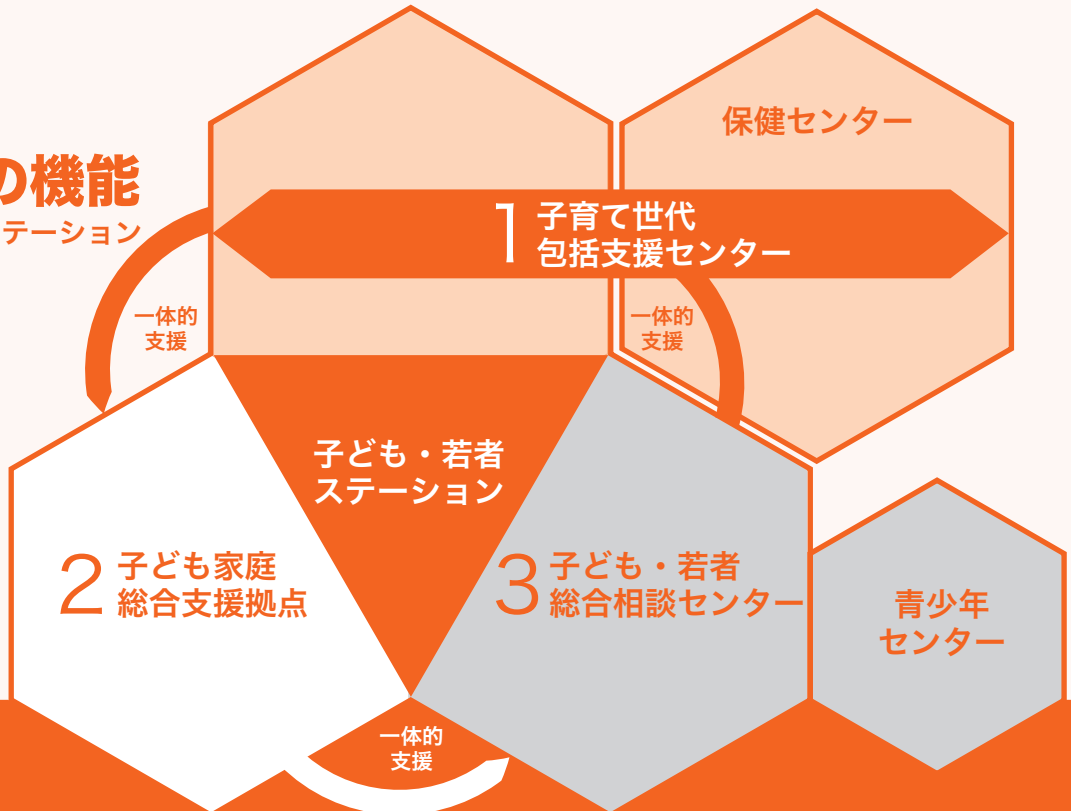 の機能
テーション
保健センター
1 子育て世代
包括支援センター
一体的
支援
一体的
支援
子ども・若者
ステーション
2 子ども家庭
総合支援拠点
3 子ども・若者
総合相談センター
青少年
センター
一体的
支援